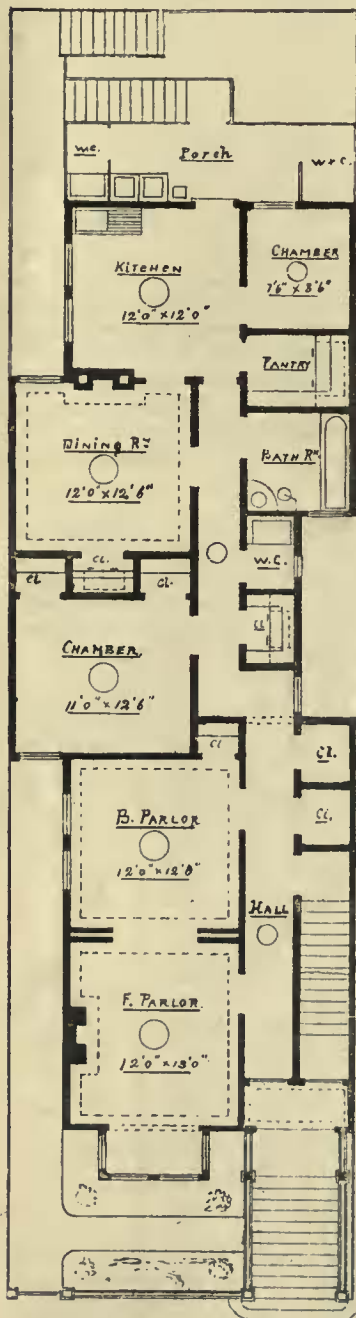 W.C.
PORCH
W & C.
CHAMBER
7'6" x 8'6"
KITCHEN
12'0" x 12'0"
PANTRY
DINING RM
12'0" x 12'6"
BATH RM
W.C.
CL.
CL.
CL.
CL
CHAMBER.
11'0" x 12'6"
CL
CL.
B. PARLOR
12'0" x 12'8"
CL.
HALL
F. PARLOR.
12'0" x 13'0"